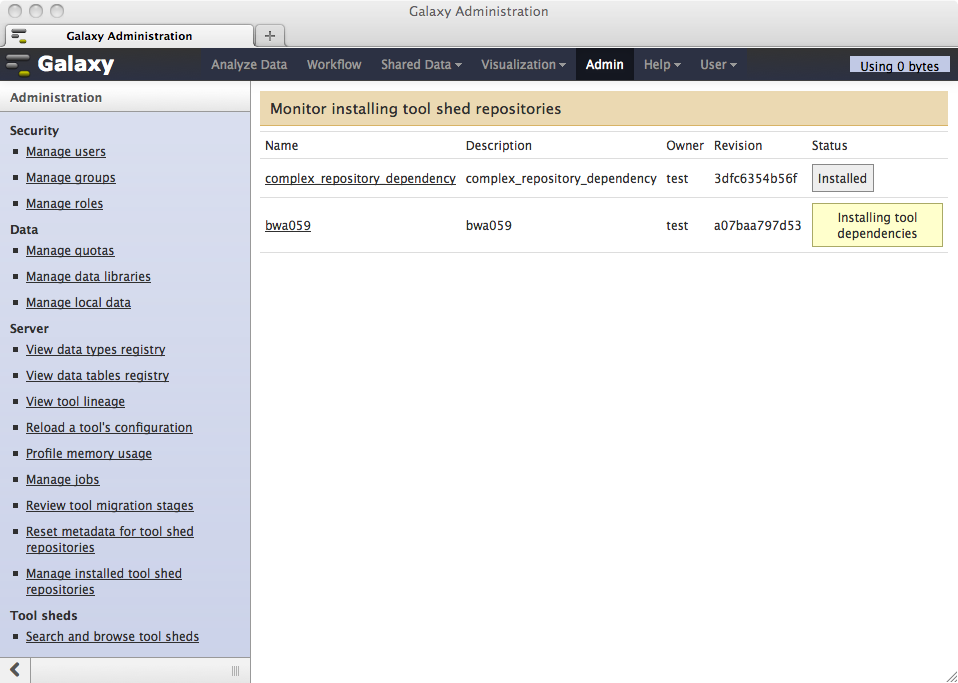 Galaxy Administration
Galaxy Administration
Galaxy Analyze Data Workflow Shared Data Visualization Admin Help User Using 0 bytes
Administration
Security
Manage users
Manage groups
Manage roles
Data
Manage quotas
Manage data libraries
Manage local data
Server
View data types registry
View data tables registry
View tool lineage
Reload a tool's configuration
Profile memory usage
Manage jobs
Review tool migration stages
Reset metadata for tool shed
repositories
Manage installed tool shed
repositories
Tool sheds
Search and browse tool sheds
Monitor installing tool shed repositories
Name Description Owner Revision Status
complex_repository_dependency complex_repository_dependency test 3dfc6354b56f Installed
bwa059 bwa059 test a07baa797d53 Installing tool
dependencies